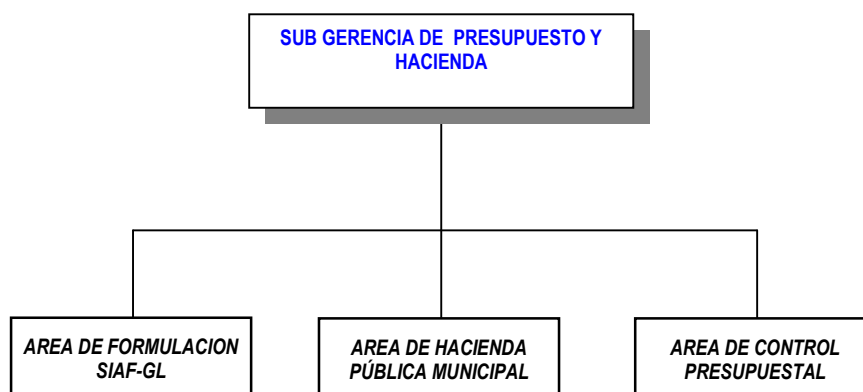 SUB GERENCIA DE PRESUPUESTO Y
HACIENDA
AREA DE FORMULACION
SIAF-GL
AREA DE HACIENDA
PÚBLICA MUNICIPAL
AREA DE CONTROL
PRESUPUESTAL